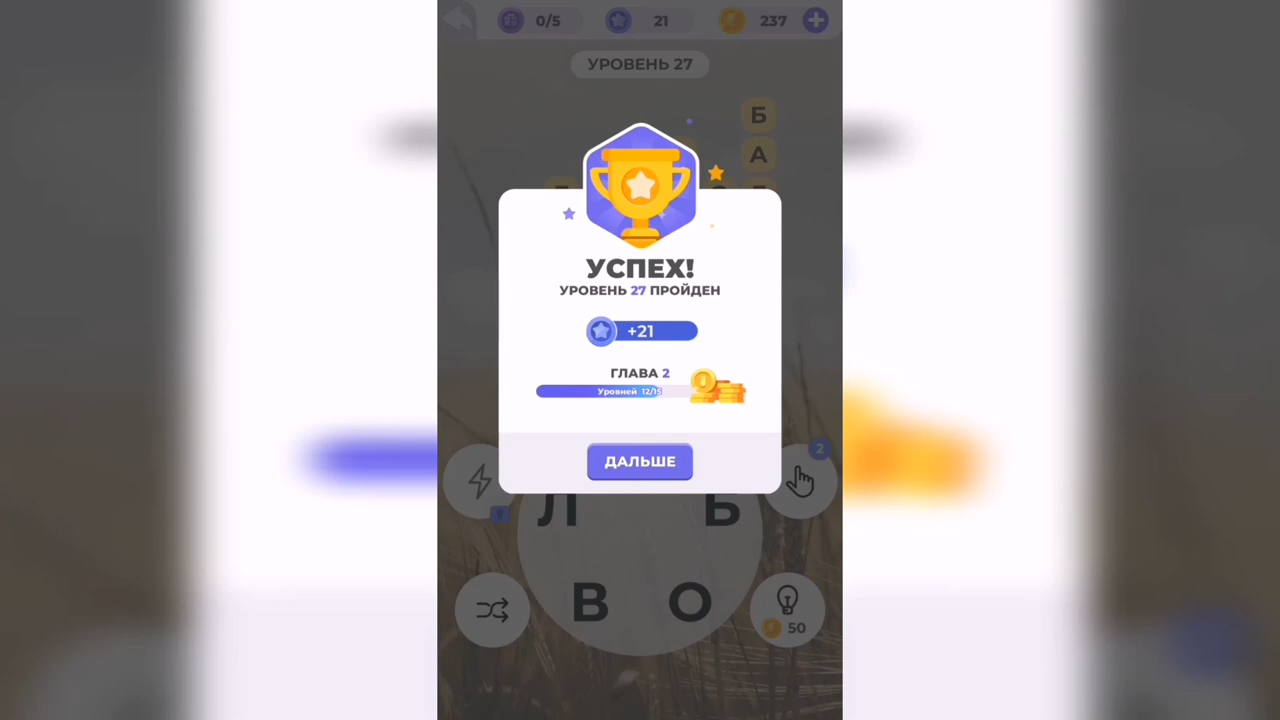 0/5
21
237
УРОВЕНЬ 27
Б
А
УСПЕХ!
УРОВЕНЬ 27 ПРОЙДЕН
+21
ГЛАВА 2
Уровней 12/15
ДАЛЬШЕ
2
Л
Б
В
О
50